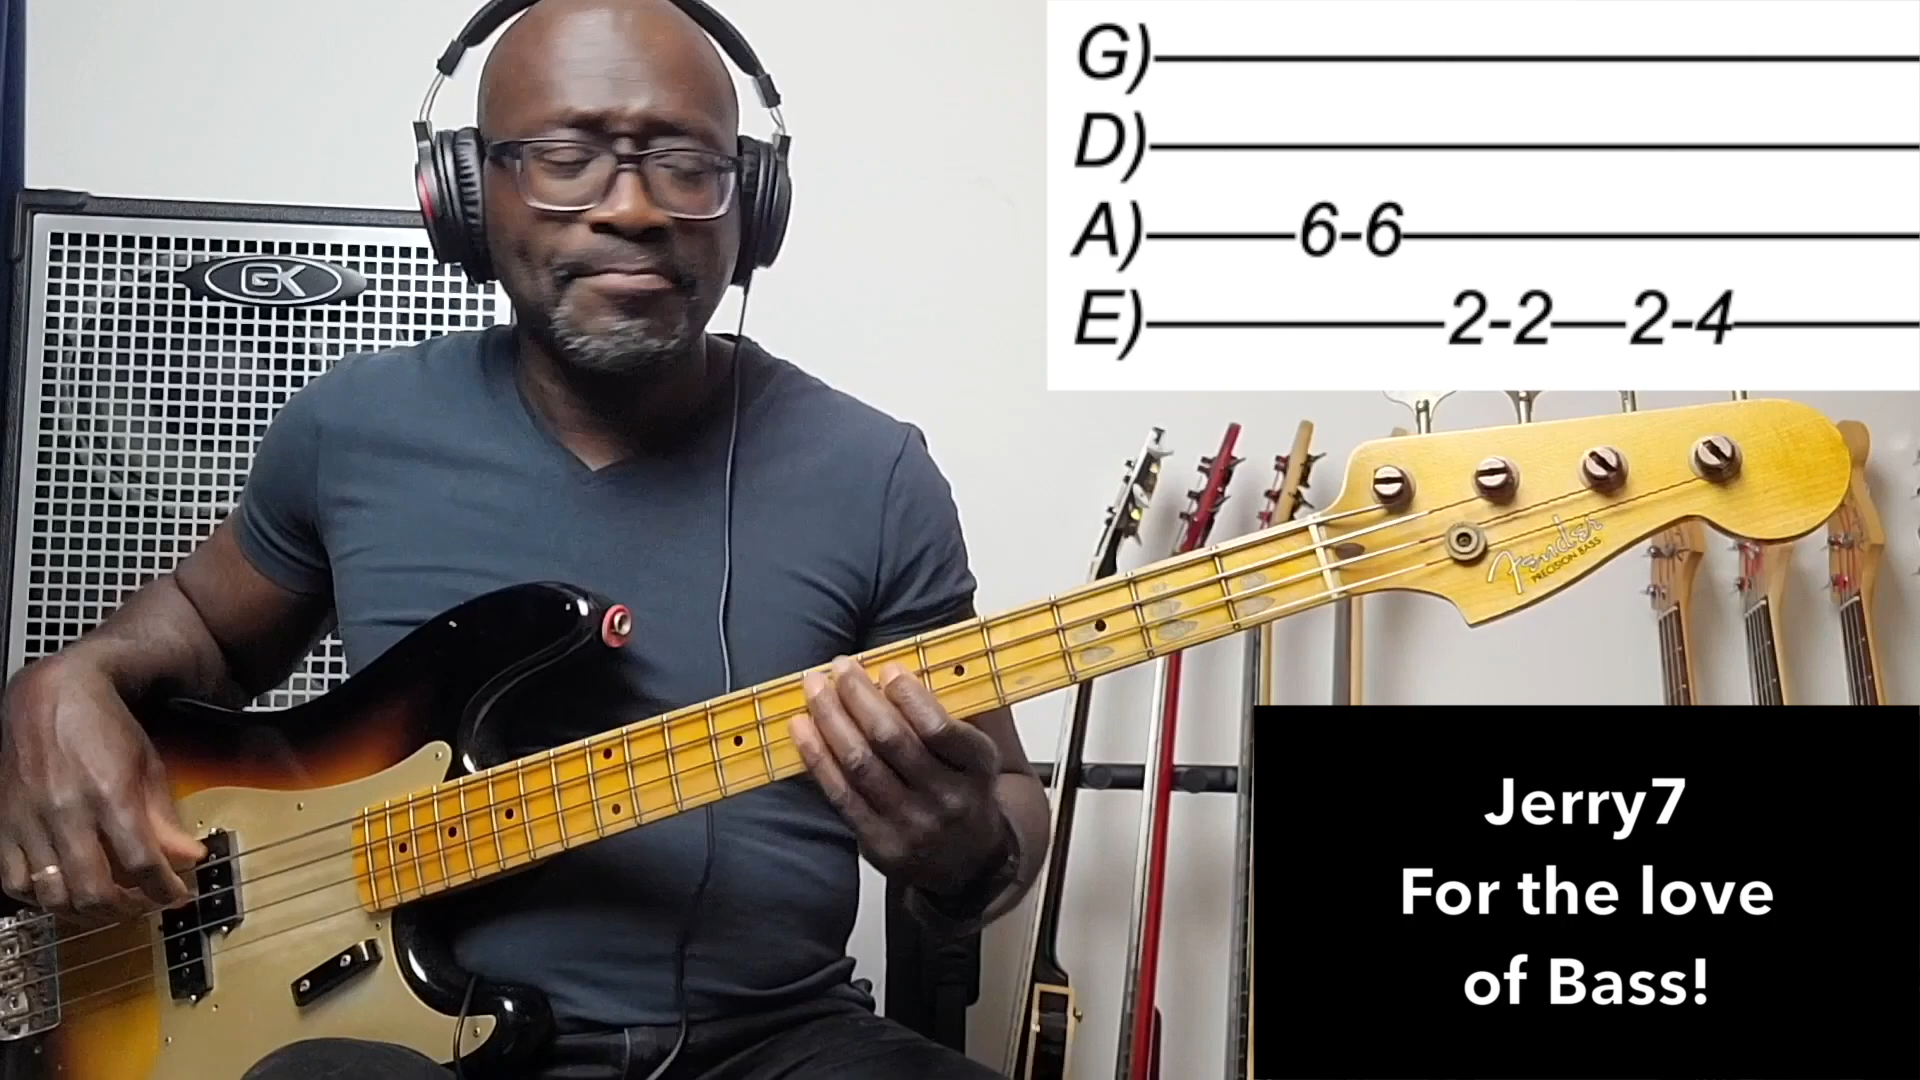 G)
D)
A) 6-6
E) 2-2 2-4
GK
Fender
PRECISION BASS
Jerry7
For the love
of Bass!